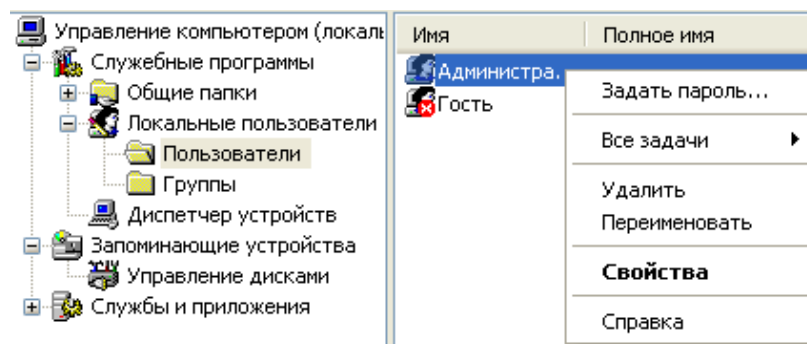 Управление компьютером (локаль
Служебные программы
Общие папки
Локальные пользователи
Пользователи
Группы
Диспетчер устройств
Запоминающие устройства
Управление дисками
Службы и приложения
Имя Полное имя
Администра.
Гость
Задать пароль...
Все задачи
Удалить
Переименовать
Свойства
Справка